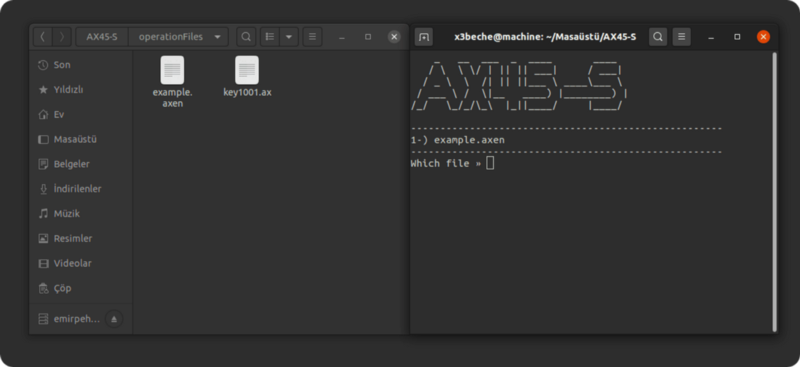 AX45-S operationFiles
Son
Yıldızlı
Ev
Masaüstü
Belgeler
İndirilenler
Müzik
Resimler
Videolar
Çöp
emirpeh...
example.
axen
key1001.ax
x3beche@machine: ~/Masaüstü/AX45-S
AX45-S
----------------------------------------------------
1-) example.axen
----------------------------------------------------
Which file »